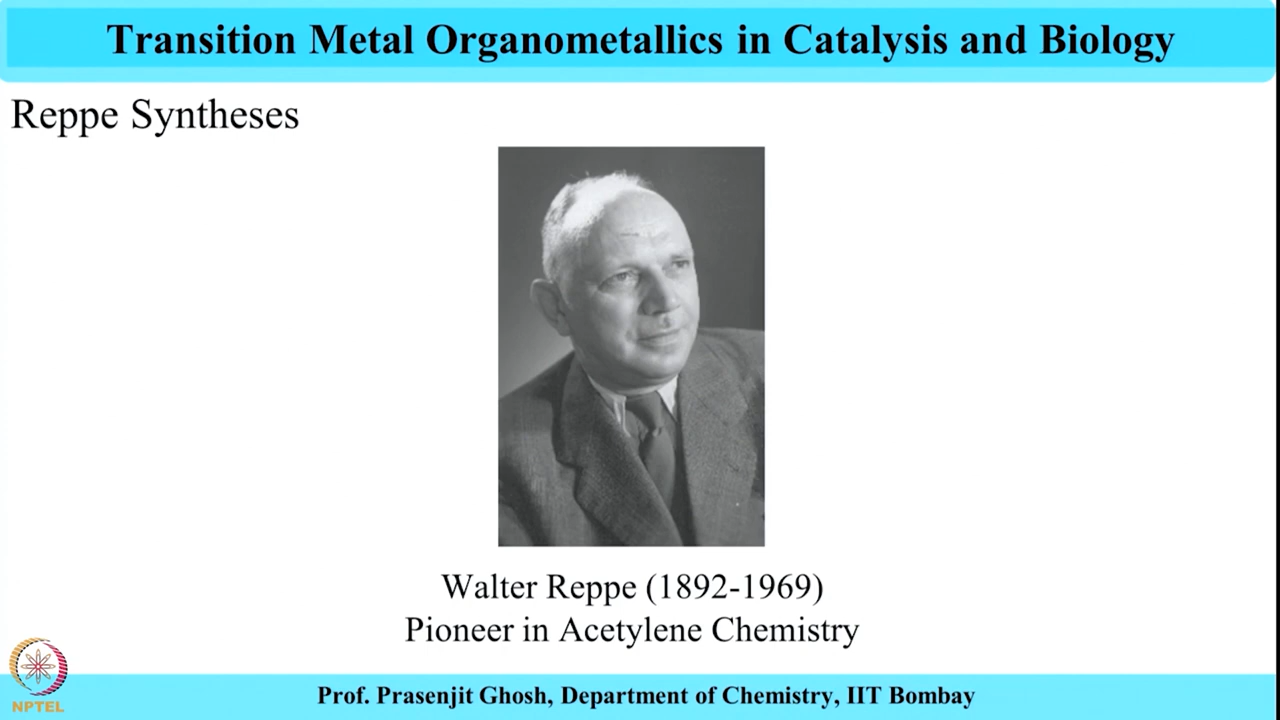 Transition Metal Organometallics in Catalysis and Biology
Reppe Syntheses
Walter Reppe (1892-1969)
Pioneer in Acetylene Chemistry
NPTEL
Prof. Prasenjit Ghosh, Department of Chemistry, IIT Bombay